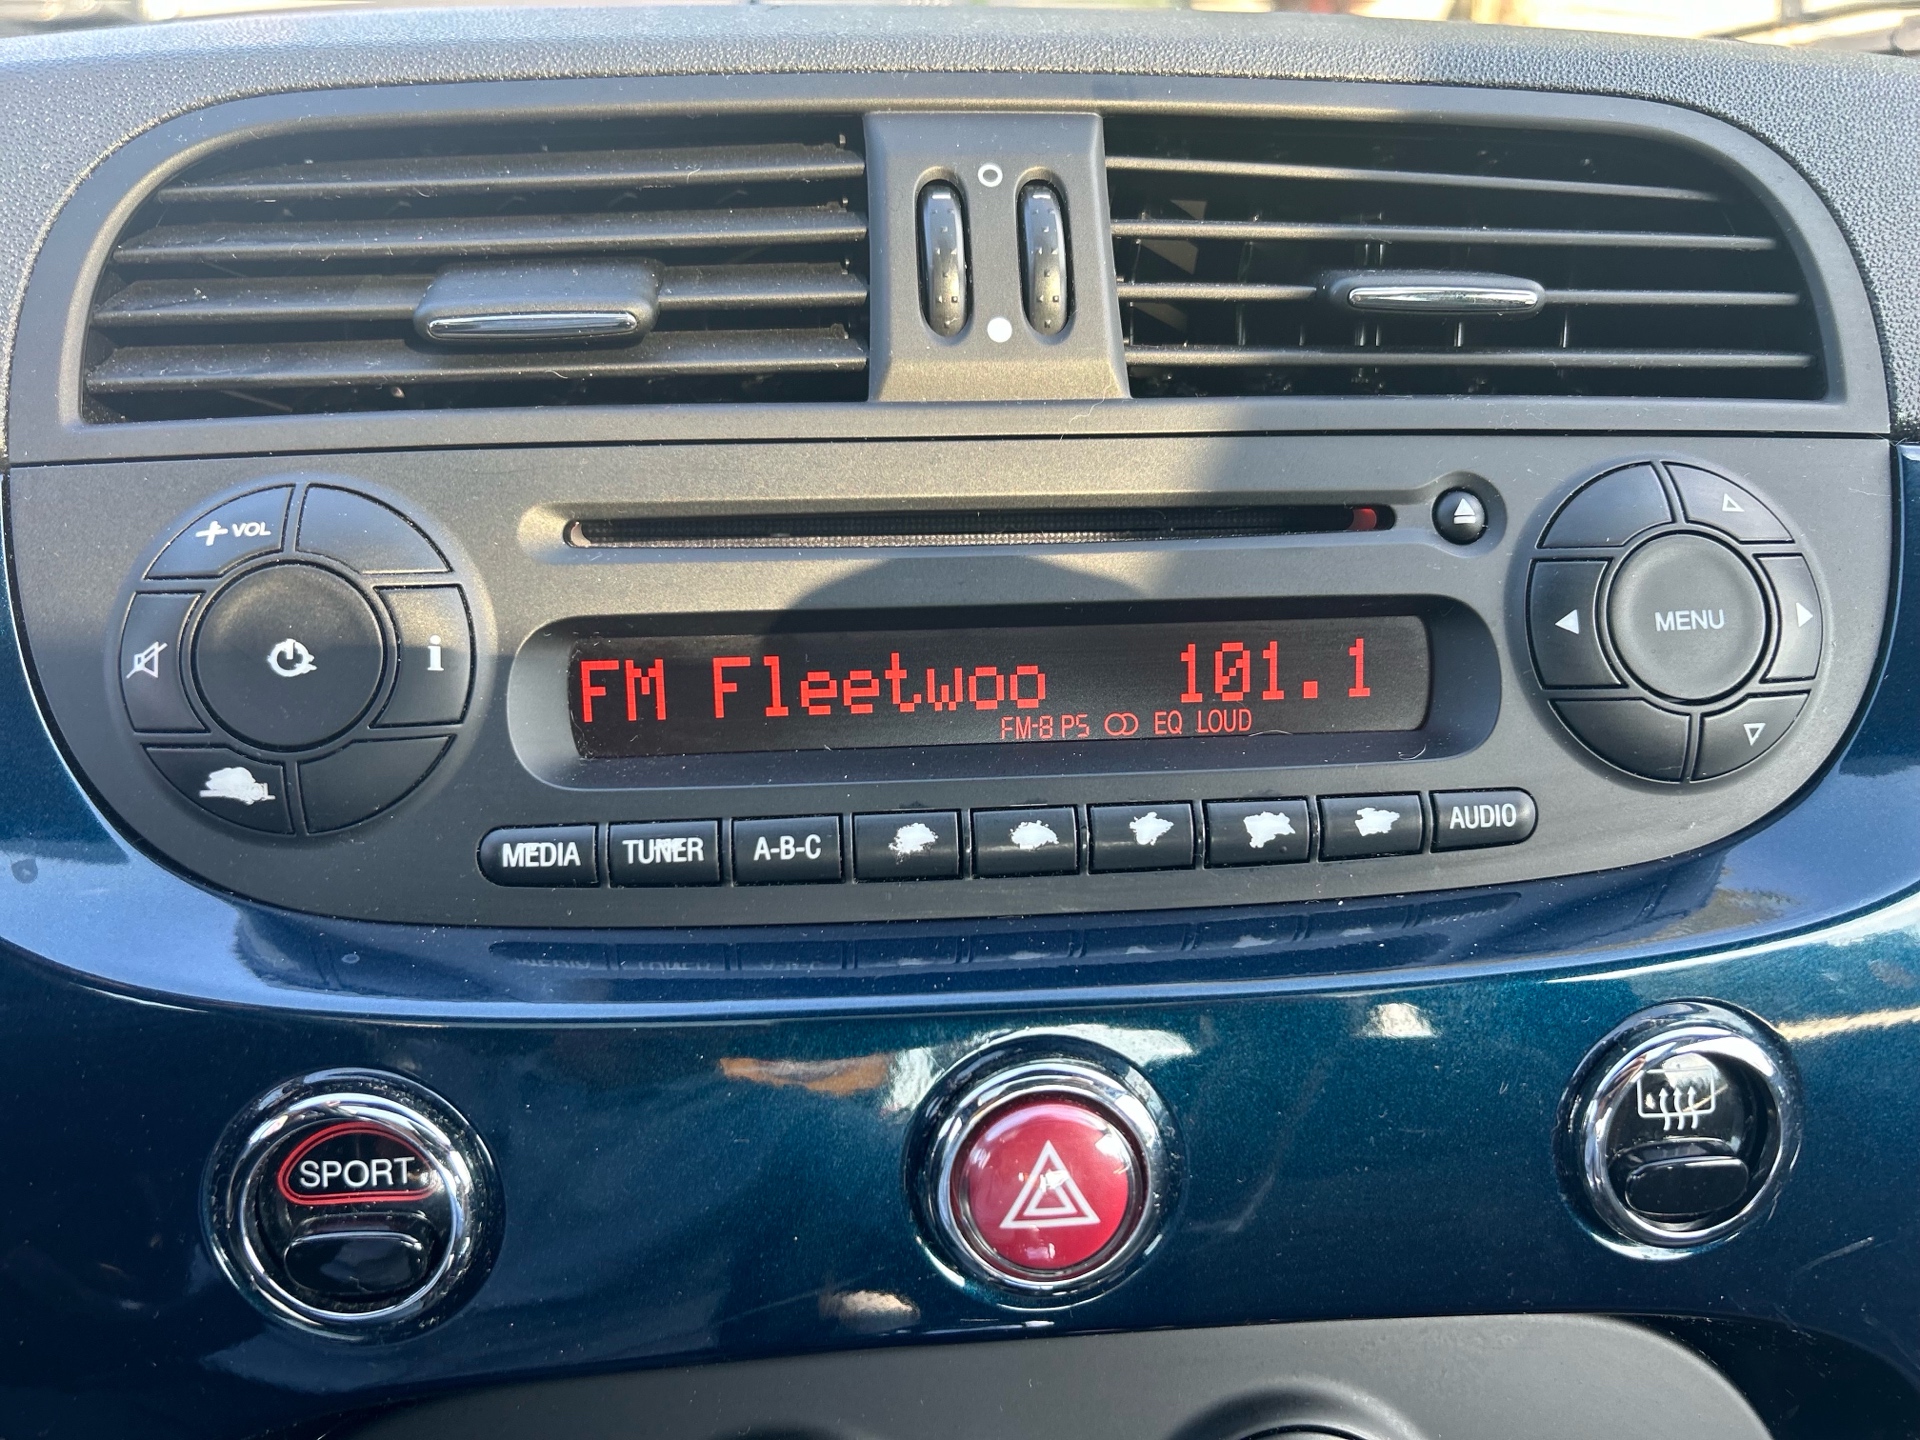 VOL
i
FM Fleetwoo 101.1
FM-8 PS EQ LOUD
MENU
MEDIA TUNER A-B-C AUDIO
SPORT